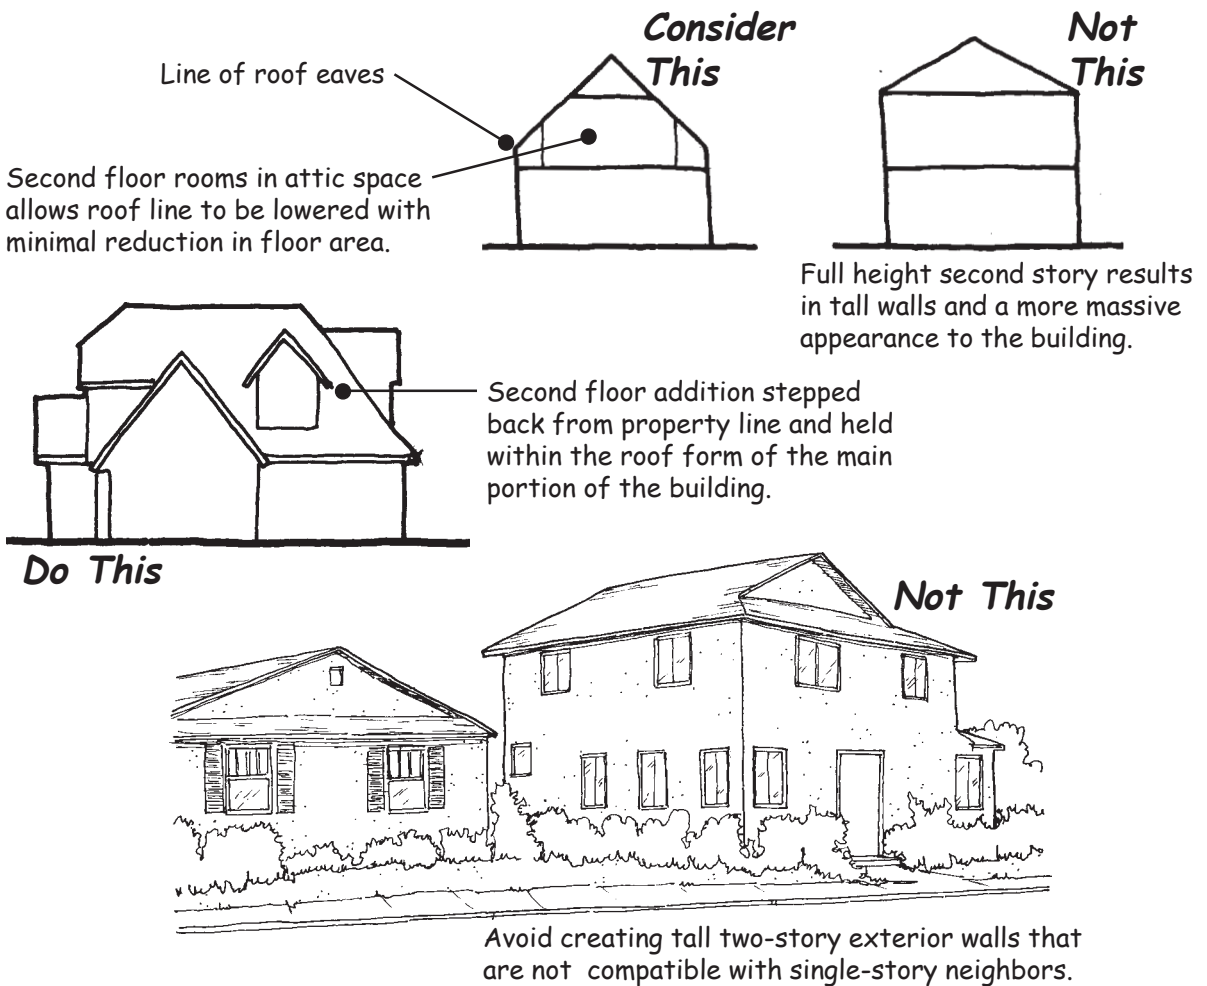 Consider
This
Not
This
Line of roof eaves
Second floor rooms in attic space
allows roof line to be lowered with
minimal reduction in floor area.
Full height second story results
in tall walls and a more massive
appearance to the building.
Second floor addition stepped
back from property line and held
within the roof form of the main
portion of the building.
Do This
Not This
Avoid creating tall two-story exterior walls that
are not compatible with single-story neighbors.